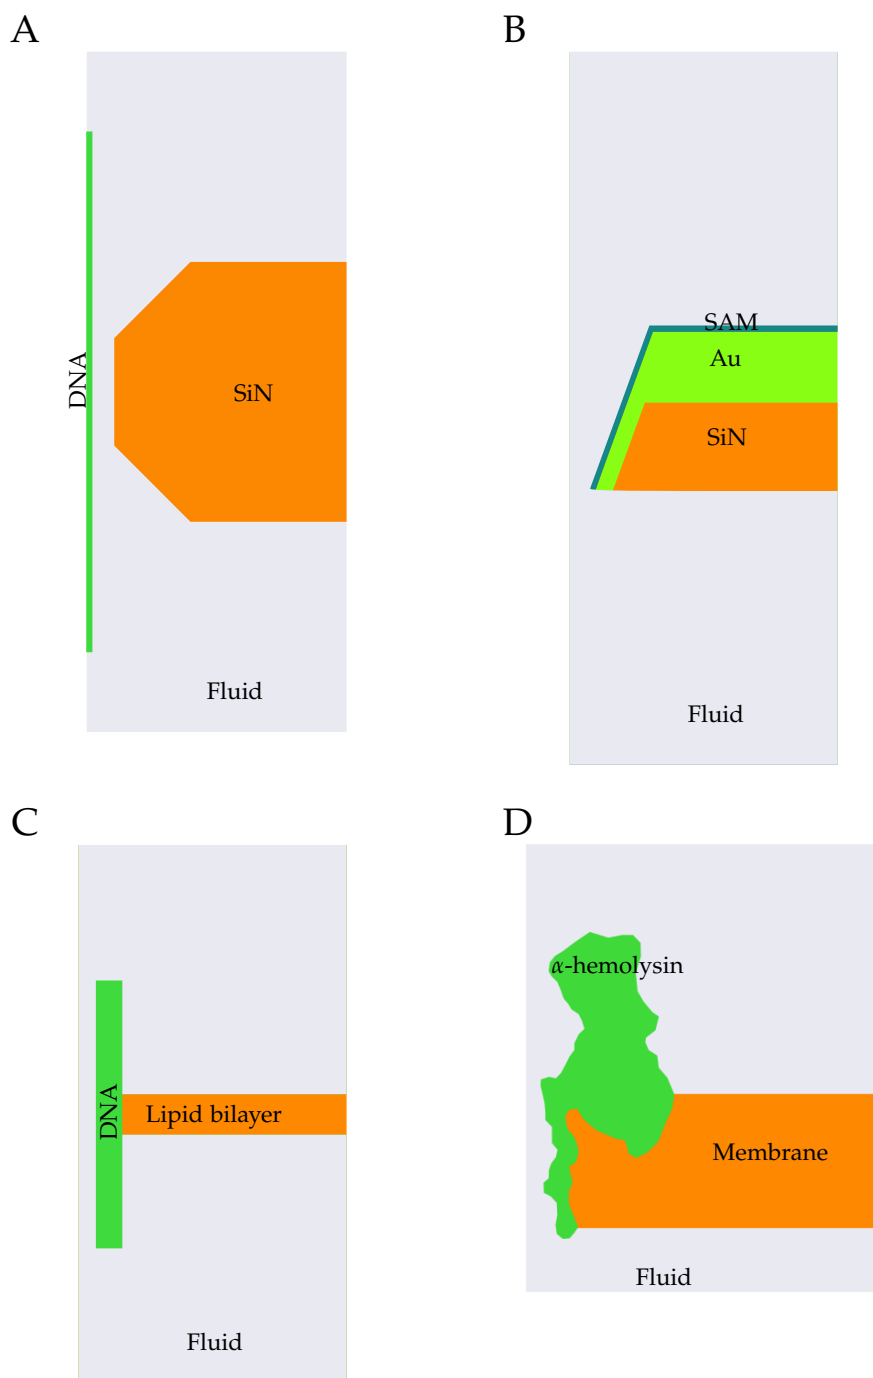 A
B
DNA
SiN
Fluid
SAM
Au
SiN
Fluid
C
D
DNA
Lipid bilayer
Fluid
α-hemolysin
Membrane
Fluid